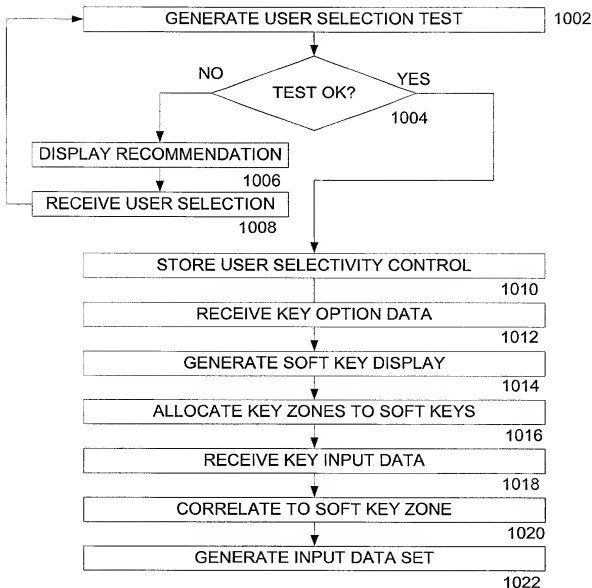 GENERATE USER SELECTION TEST
1002
NO
YES
TEST OK?
1004
DISPLAY RECOMMENDATION
1006
RECEIVE USER SELECTION
1008
STORE USER SELECTIVITY CONTROL
1010
RECEIVE KEY OPTION DATA
1012
GENERATE SOFT KEY DISPLAY
1014
ALLOCATE KEY ZONES TO SOFT KEYS
1016
RECEIVE KEY INPUT DATA
1018
CORRELATE TO SOFT KEY ZONE
1020
GENERATE INPUT DATA SET
1022